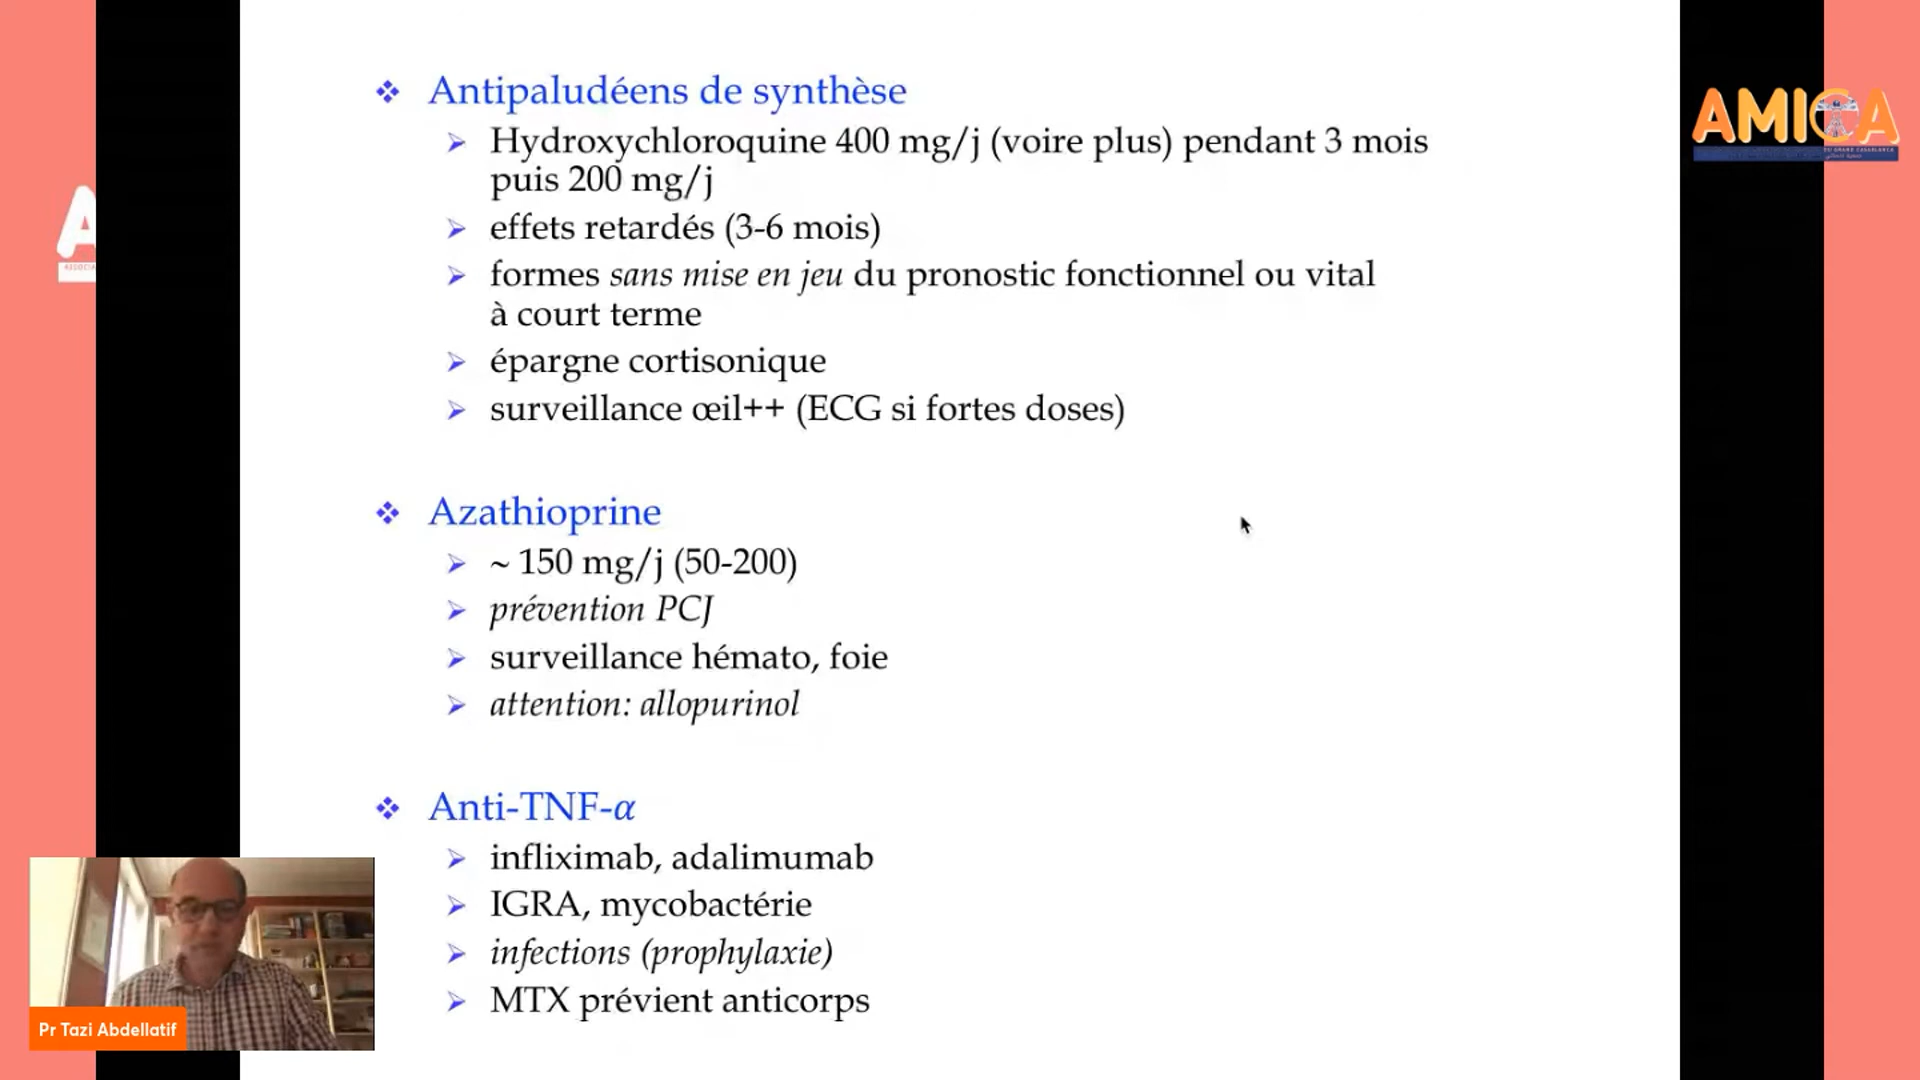 Antipaludéens de synthèse
Hydroxychloroquine 400 mg/j (voire plus) pendant 3 mois
puis 200 mg/j
effets retardés (3-6 mois)
formes sans mise en jeu du pronostic fonctionnel ou vital
à court terme
épargne cortisonique
surveillance œil++ (ECG si fortes doses)
Azathioprine
~ 150 mg/j (50-200)
prévention PCJ
surveillance hémato, foie
attention: allopurinol
Anti-TNF-α
infliximab, adalimumab
IGRA, mycobactérie
infections (prophylaxie)
MTX prévient anticorps
AMICA
A
Pr Tazi Abdellatif